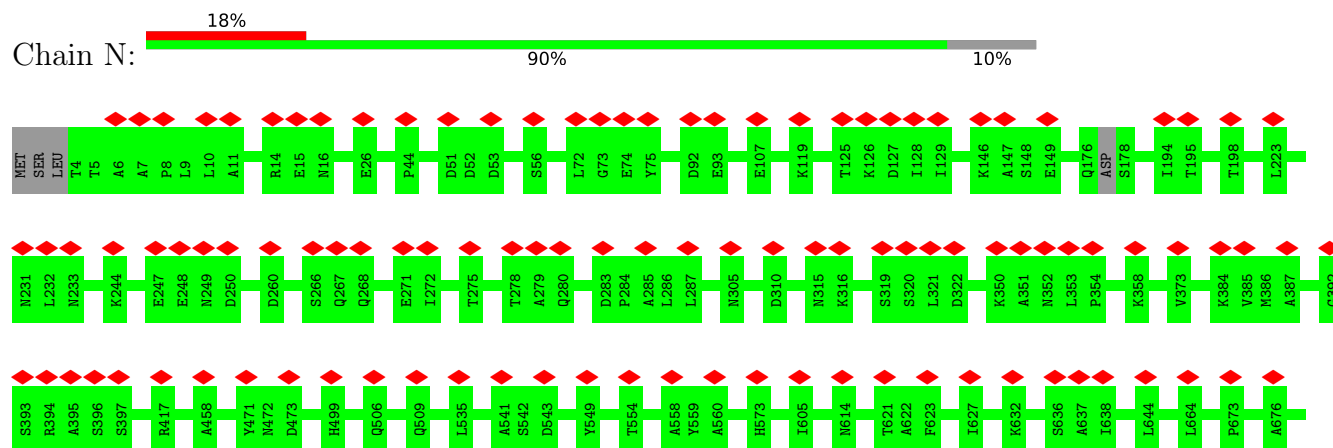 18%
Chain N:
90% 10%
MET SER LEU T4 T5 A6 A7 P8 L9 L10 A11 R14 E15 N16 E26 P44 D51 D52 D53 S56 L72 G73 E74 Y75 D92 E93 E107 K119 T125 K126 D127 I128 I129 K146 A147 S148 E149 Q176 ASP S178 I194 T195 T198 L223
N231 L232 N233 K244 E247 E248 N249 D250 D260 S266 Q267 Q268 E271 I272 T275 T278 A279 Q280 D283 P284 A285 L286 L287 N305 D310 N315 K316 S319 S320 L321 D322 K350 A351 N352 L353 P354 K358 V373 K384 V385 M386 A387 G392
S393 R394 A395 S396 S397 R417 A458 Y471 N472 D473 H499 Q506 Q509 L535 A541 S542 D543 Y549 T554 A558 Y559 A560 H573 I605 N614 T621 A622 F623 I627 K632 S636 A637 I638 L644 L664 P673 A676